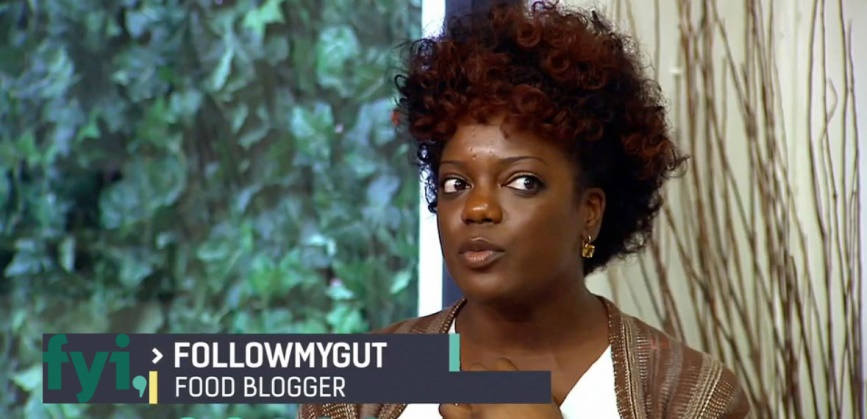 fyi,
> FOLLOWMYGUT
FOOD BLOGGER